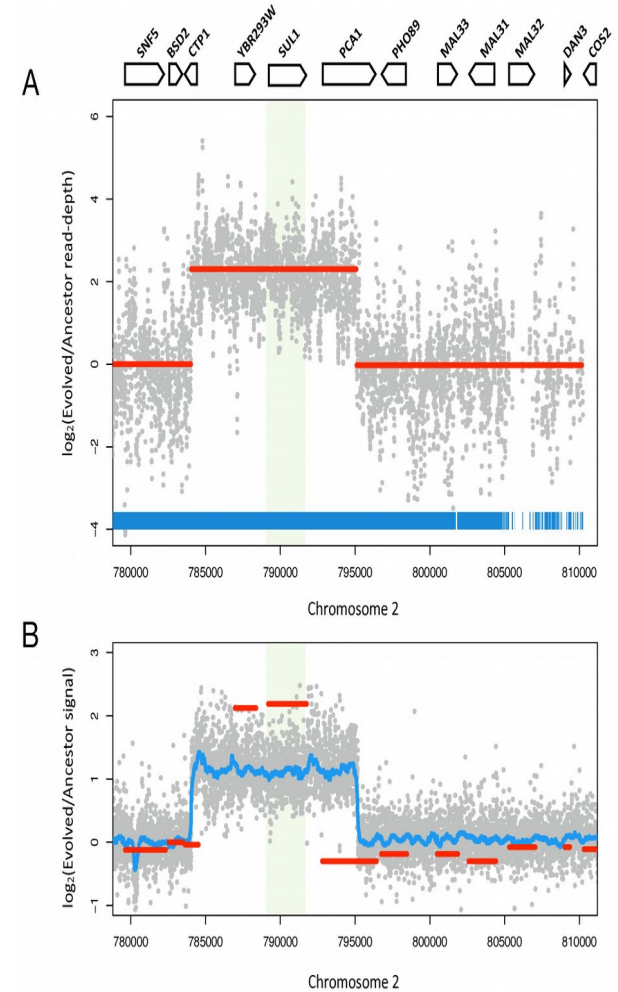 SNF5 BSD2 CTP1 YBR293W SUL1 PCA1 PHO89 MAL33 MAL31 MAL32 DAN3 COS2
A
log₂(Evolved/Ancestor read-depth)
6
4
2
0
−2
−4
780000 785000 790000 795000 800000 805000 810000
Chromosome 2
B
log₂(Evolved/Ancestor signal)
3
2
1
0
−1
780000 785000 790000 795000 800000 805000 810000
Chromosome 2